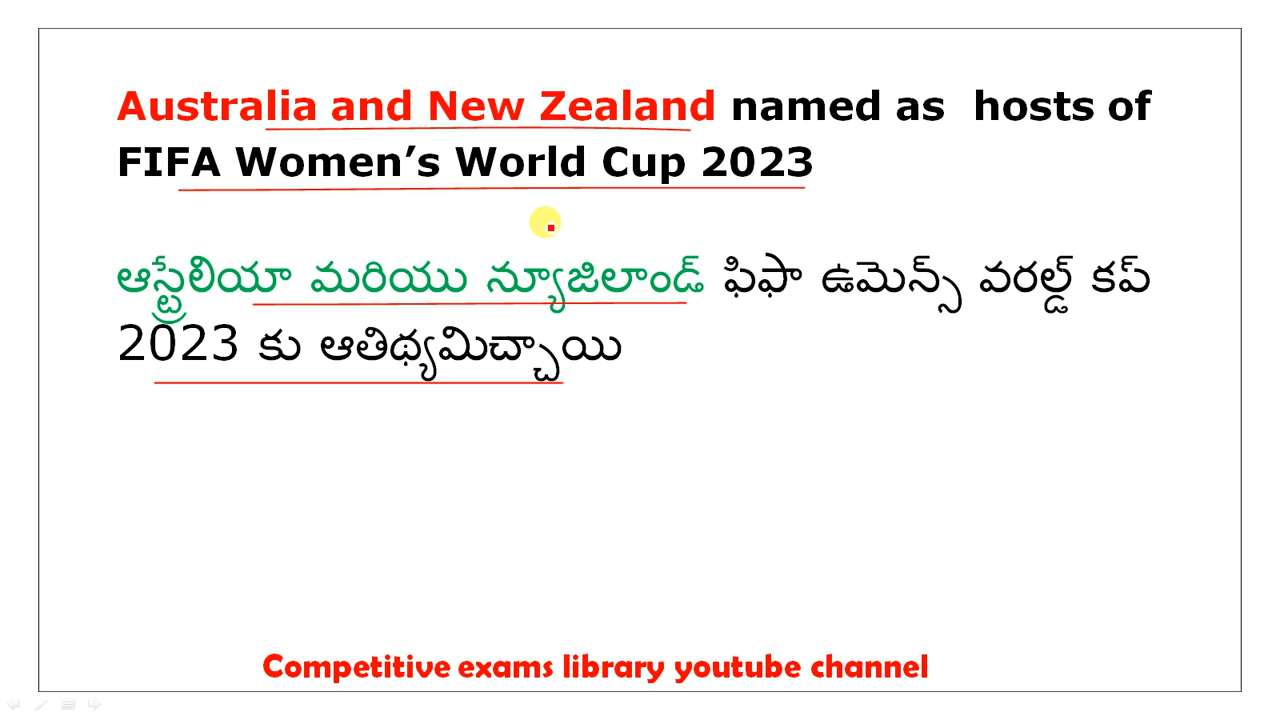 Australia and New Zealand named as  hosts of
FIFA Women’s World Cup 2023
ఆస్ట్రేలియా మరియు న్యూజిలాండ్ ఫిఫా ఉమెన్స్ వరల్డ్ కప్
2023 కు ఆతిథ్యమిచ్చాయి
Competitive exams library youtube channel